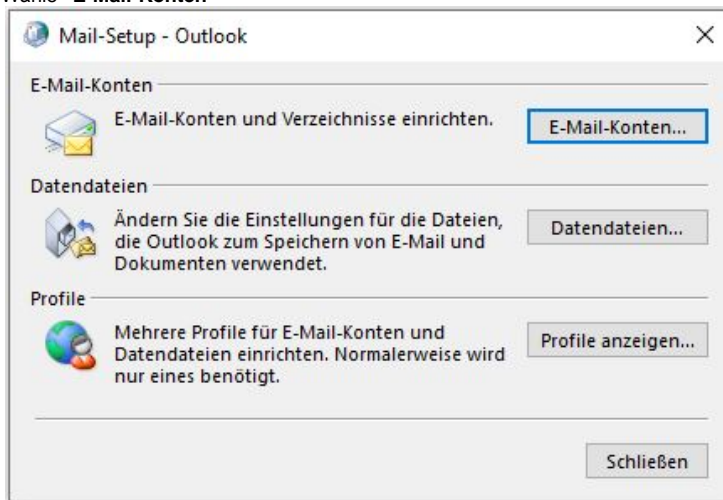 "E-Mail-Konten"
Mail-Setup - Outlook
E-Mail-Konten
E-Mail-Konten und Verzeichnisse einrichten.
E-Mail-Konten...
Datendateien
Ändern Sie die Einstellungen für die Dateien,
die Outlook zum Speichern von E-Mail und
Dokumenten verwendet.
Datendateien...
Profile
Mehrere Profile für E-Mail-Konten und
Datendateien einrichten. Normalerweise wird
nur eines benötigt.
Profile anzeigen...
Schließen